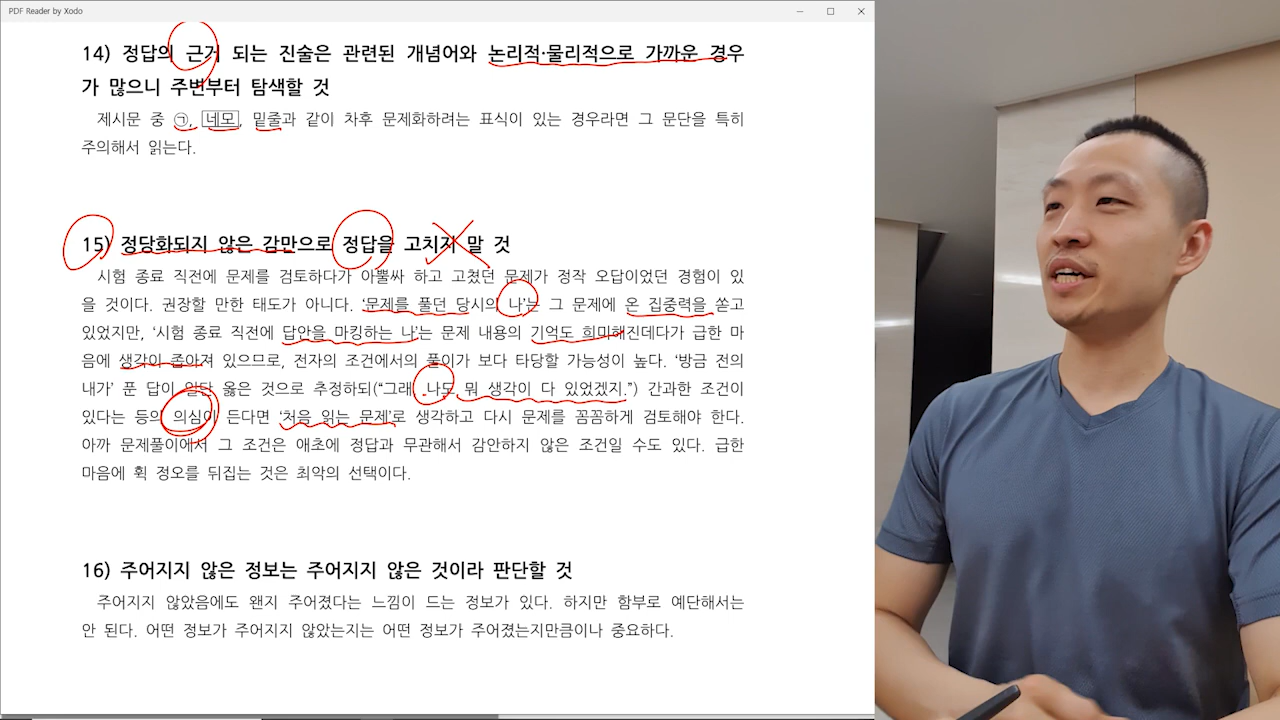 PDF Reader by Xodo
14) 정답의 근거 되는 진술은 관련된 개념어와 논리적·물리적으로 가까운 경우
가 많으니 주변부터 탐색할 것
제시문 중 ㉠, 네모, 밑줄과 같이 차후 문제화하려는 표식이 있는 경우라면 그 문단을 특히
주의해서 읽는다.
15) 정당화되지 않은 감만으로 정답을 고치지 말 것
시험 종료 직전에 문제를 검토하다가 아뿔싸 하고 고쳤던 문제가 정작 오답이었던 경험이 있
을 것이다. 권장할 만한 태도가 아니다. '문제를 풀던 당시의 나'는 그 문제에 온 집중력을 쏟고
있었지만, '시험 종료 직전에 답안을 마킹하는 나'는 문제 내용의 기억도 희미해진데다가 급한 마
음에 생각이 좁아져 있으므로, 전자의 조건에서의 풀이가 보다 타당할 가능성이 높다. '방금 전의
내가' 푼 답이 일단 옳은 것으로 추정하되("그래, 나도 뭐 생각이 다 있었겠지.") 간과한 조건이
있다는 등의 의심이 든다면 '처음 읽는 문제'로 생각하고 다시 문제를 꼼꼼하게 검토해야 한다.
아까 문제풀이에서 그 조건은 애초에 정답과 무관해서 감안하지 않은 조건일 수도 있다. 급한
마음에 획 정오를 뒤집는 것은 최악의 선택이다.
16) 주어지지 않은 정보는 주어지지 않은 것이라 판단할 것
주어지지 않았음에도 왠지 주어졌다는 느낌이 드는 정보가 있다. 하지만 함부로 예단해서는
안 된다. 어떤 정보가 주어지지 않았는지는 어떤 정보가 주어졌는지만큼이나 중요하다.